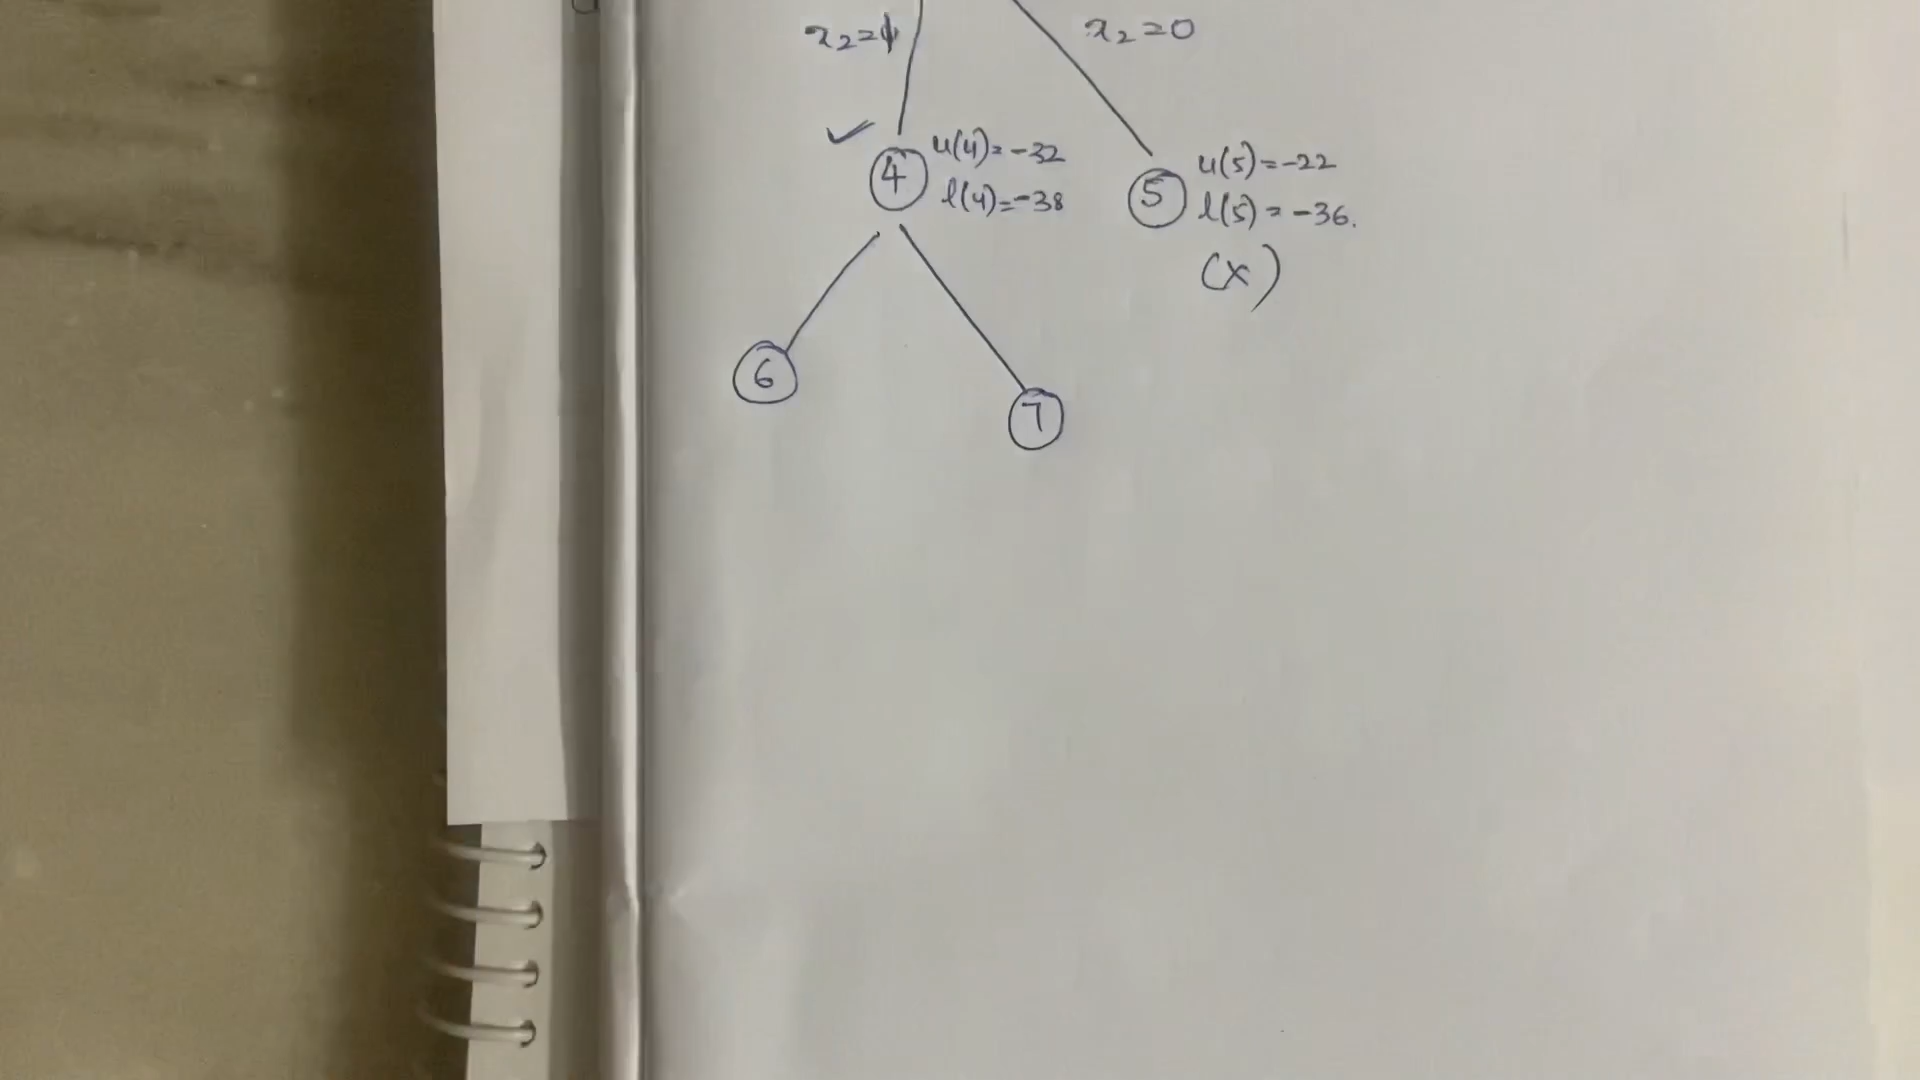 x₂=1
x₂=0
4
u(4)=-32
l(4)=-38
5
u(5)=-22
l(5)=-36.
(x)
6
7